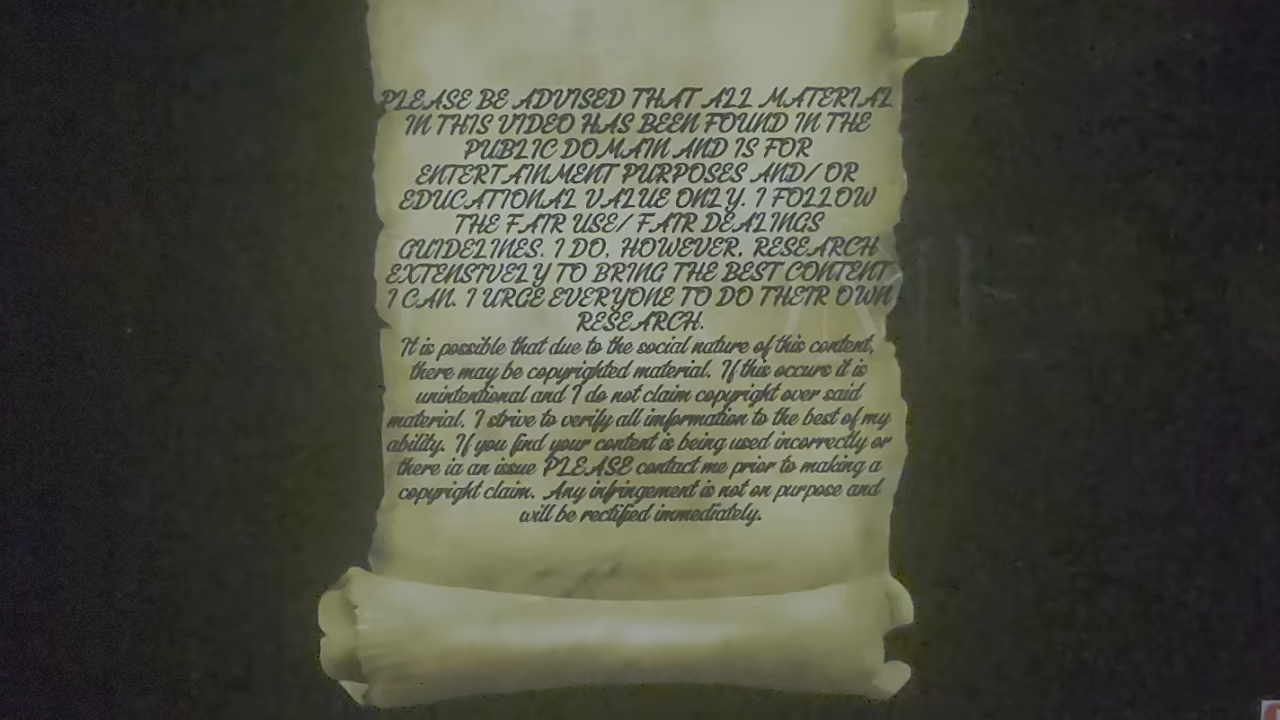 PLEASE BE ADVISED THAT ALL MATERIAL
IN THIS VIDEO HAS BEEN FOUND IN THE
PUBLIC DOMAIN AND IS FOR
ENTERTAINMENT PURPOSES AND/ OR
EDUCATIONAL VALUE ONLY. I FOLLOW
THE FAIR USE/ FAIR DEALINGS
GUIDELINES. I DO, HOWEVER, RESEARCH
EXTENSIVELY TO BRING THE BEST CONTENT
I CAN. I URGE EVERYONE TO DO THEIR OWN
RESEARCH.
It is possible that due to the social nature of this content,
there may be copyrighted material. If this occurs it is
unintentional and I do not claim copyright over said
material. I strive to verify all imformation to the best of my
ability. If you find your content is being used incorrectly or
there ia an issue PLEASE contact me prior to making a
copyright claim. Any infringement is not on purpose and
will be rectified immediately.